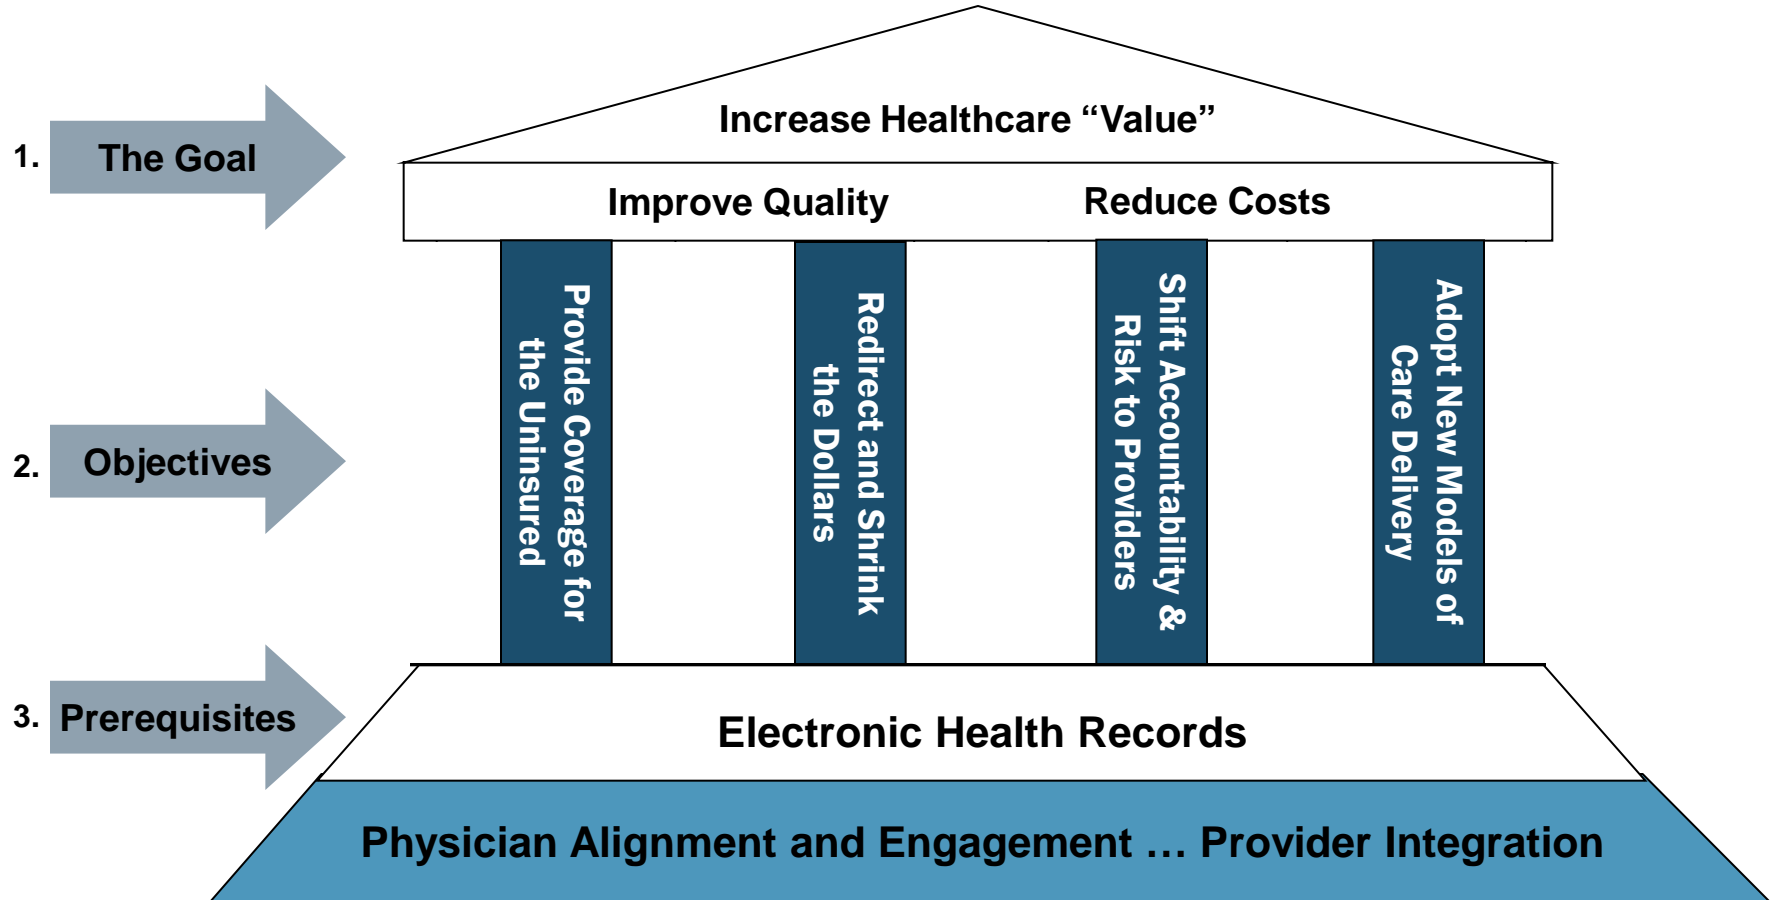 Increase Healthcare “Value”
1. The Goal
Improve Quality Reduce Costs
2. Objectives
Provide Coverage for
the Uninsured
Redirect and Shrink
the Dollars
Shift Accountability &
Risk to Providers
Adopt New Models of
Care Delivery
3. Prerequisites
Electronic Health Records
Physician Alignment and Engagement … Provider Integration